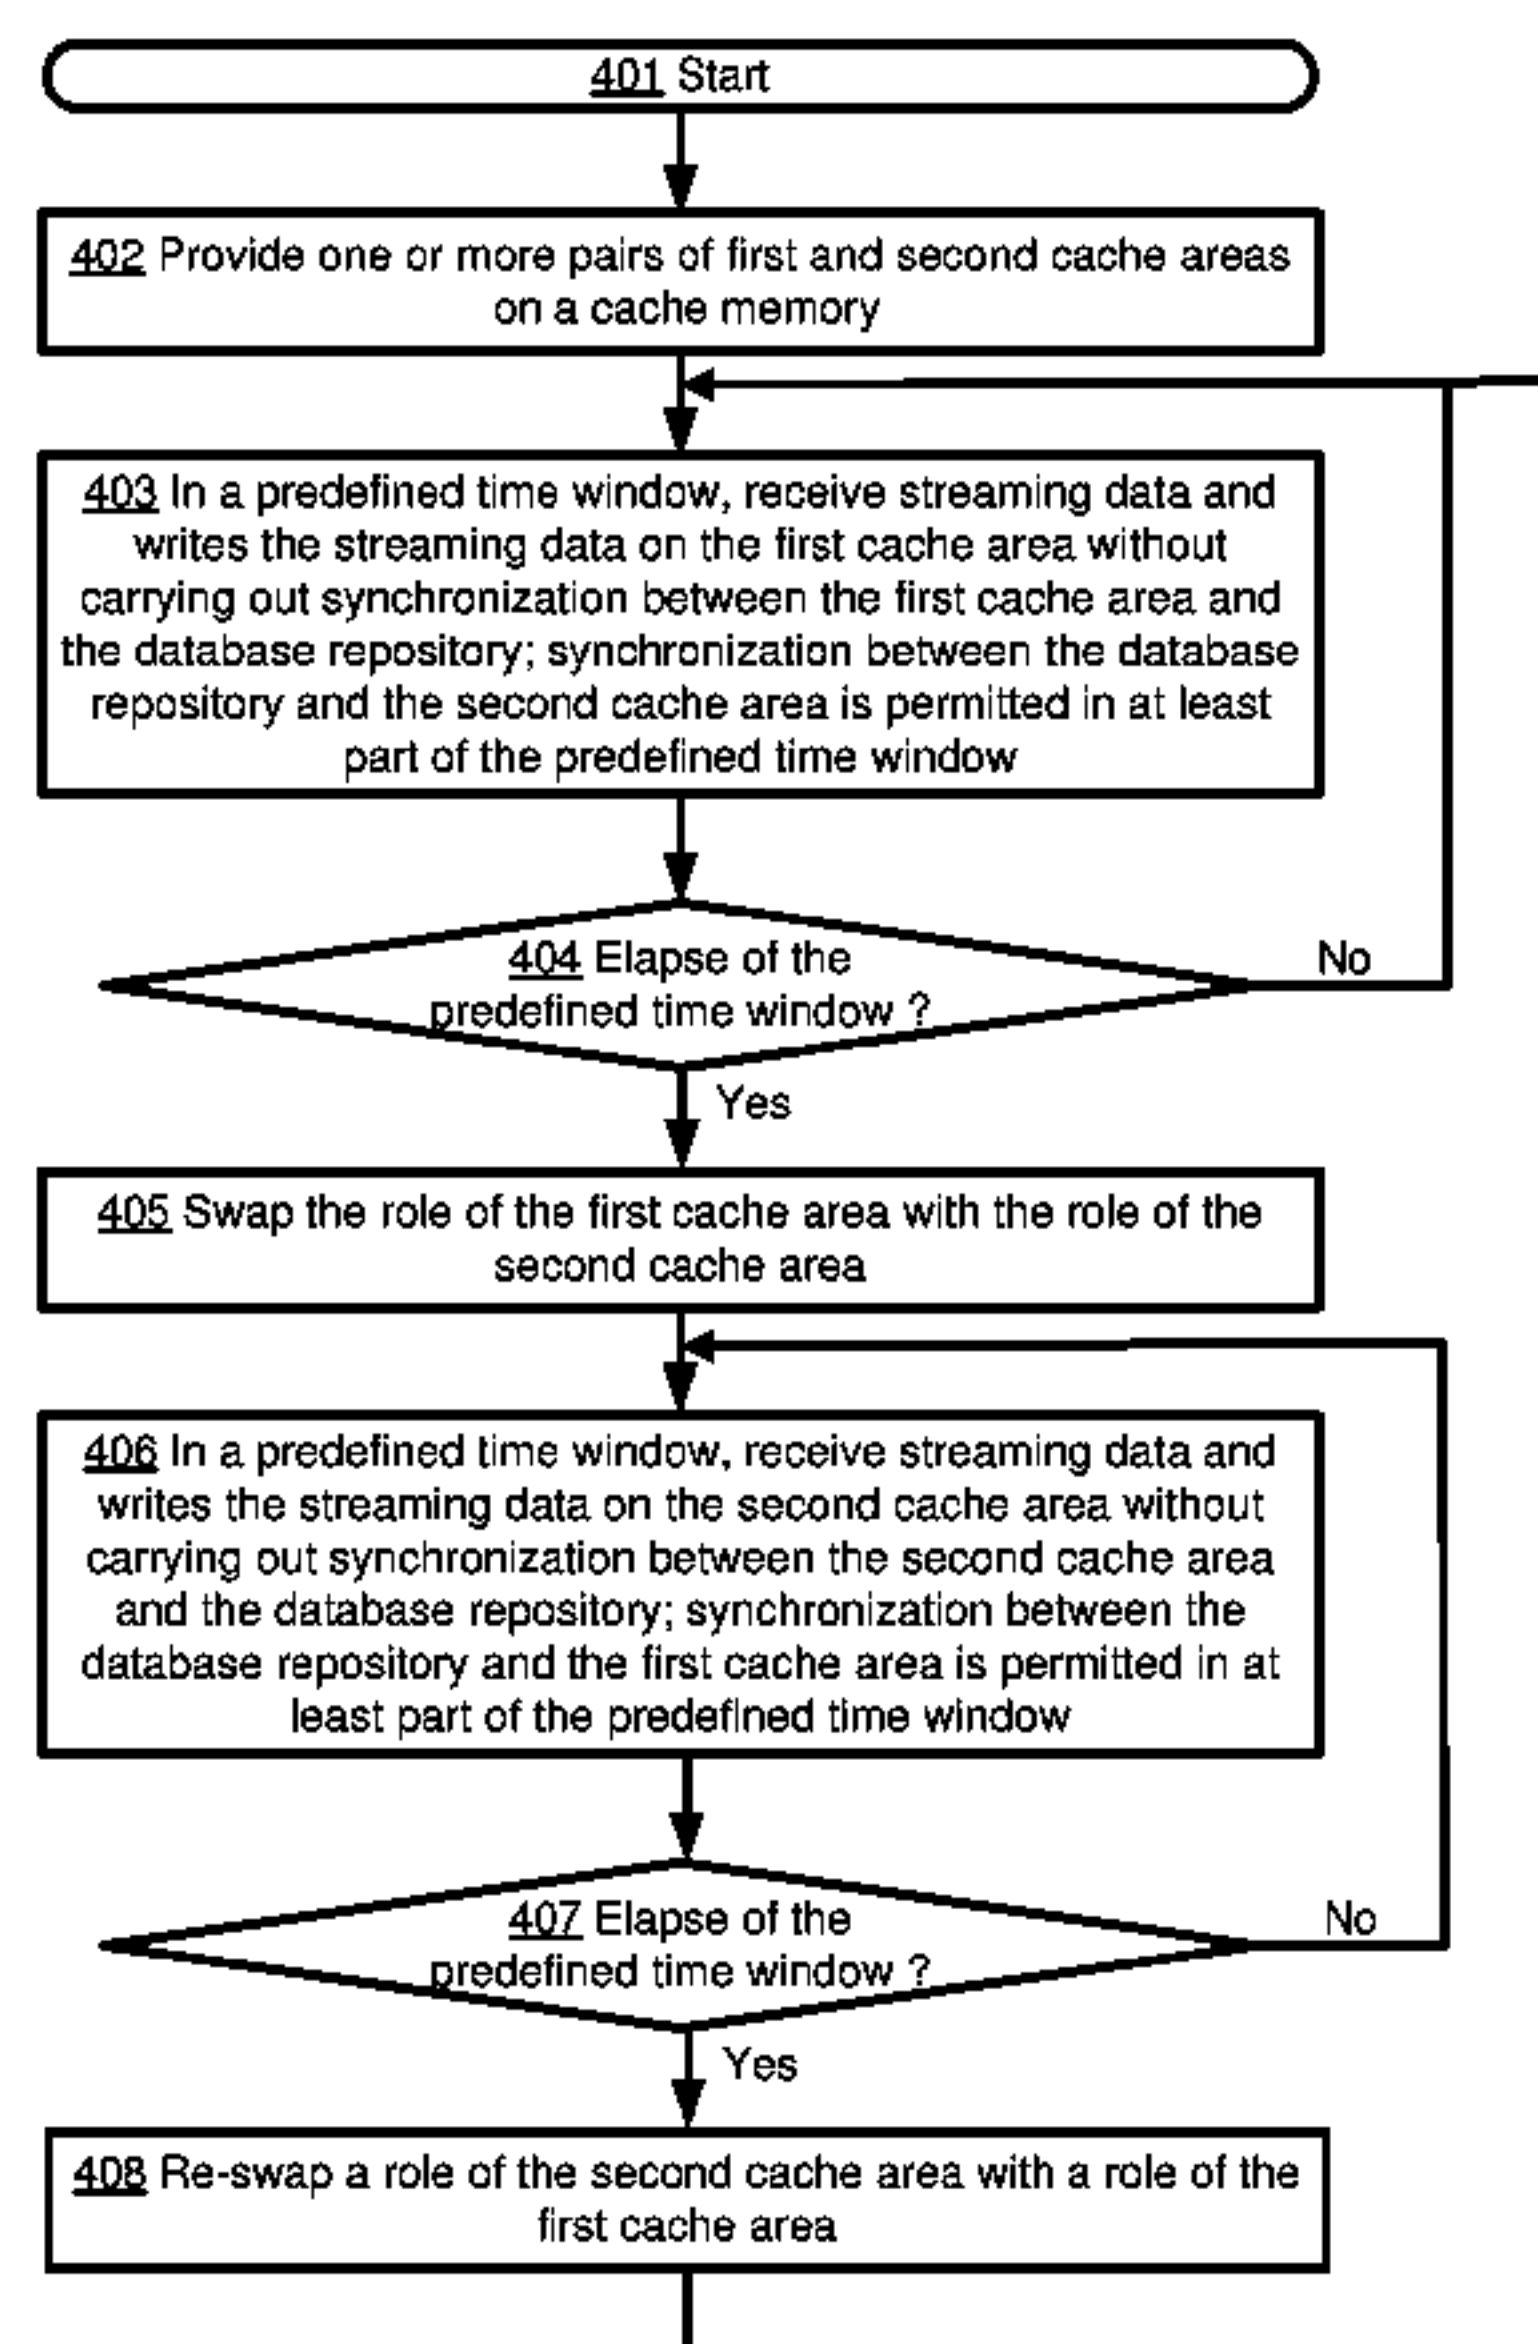 401 Start
402 Provide one or more pairs of first and second cache areas
on a cache memory
403 In a predefined time window, receive streaming data and
writes the streaming data on the first cache area without
carrying out synchronization between the first cache area and
the database repository; synchronization between the database
repository and the second cache area is permitted in at least
part of the predefined time window
404 Elapse of the
predefined time window ?
No
Yes
405 Swap the role of the first cache area with the role of the
second cache area
406 In a predefined time window, receive streaming data and
writes the streaming data on the second cache area without
carrying out synchronization between the second cache area
and the database repository; synchronization between the
database repository and the first cache area is permitted in at
least part of the predefined time window
407 Elapse of the
predefined time window ?
No
Yes
408 Re-swap a role of the second cache area with a role of the
first cache area